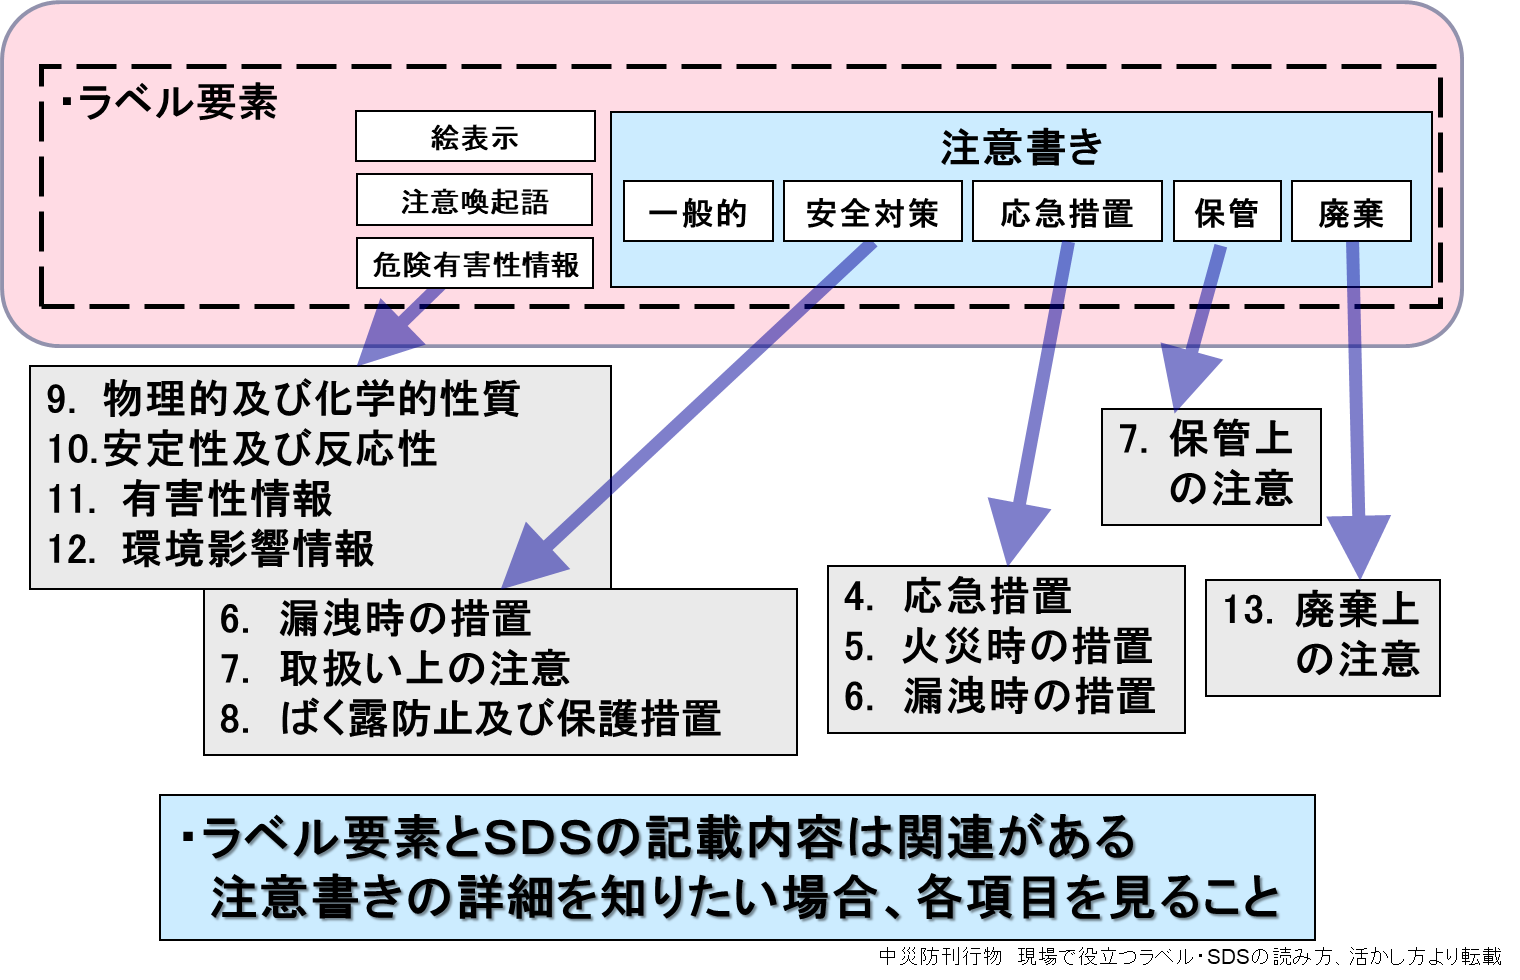 ・ラベル要素
絵表示
注意喚起語
危険有害性情報
注意書き
一般的
安全対策
応急措置
保管
廃棄
9. 物理的及び化学的性質
10.安定性及び反応性
11. 有害性情報
12. 環境影響情報
6. 漏洩時の措置
7. 取扱い上の注意
8. ばく露防止及び保護措置
4. 応急措置
5. 火災時の措置
6. 漏洩時の措置
7. 保管上
の注意
13. 廃棄上
の注意
・ラベル要素とSDSの記載内容は関連がある
注意書きの詳細を知りたい場合、各項目を見ること
中災防刊行物　現場で役立つラベル・SDSの読み方、活かし方より転載